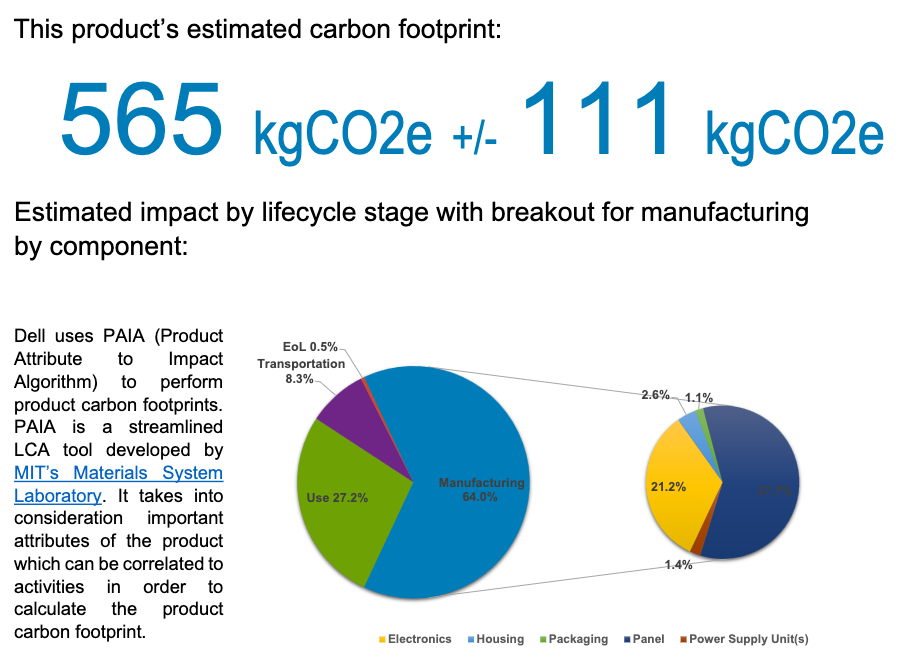 This product’s estimated carbon footprint:
565 kgCO2e +/- 111 kgCO2e
Estimated impact by lifecycle stage with breakout for manufacturing
by component:
Dell uses PAIA (Product
Attribute to Impact
Algorithm) to perform
product carbon footprints.
PAIA is a streamlined
LCA tool developed by
MIT’s Materials System
Laboratory. It takes into
consideration important
attributes of the product
which can be correlated to
activities in order to
calculate the product
carbon footprint.
EoL 0.5%
Transportation
8.3%
Use 27.2%
Manufacturing
64.0%
2.6%
1.1%
21.2%
1.4%
Electronics Housing Packaging Panel Power Supply Unit(s)